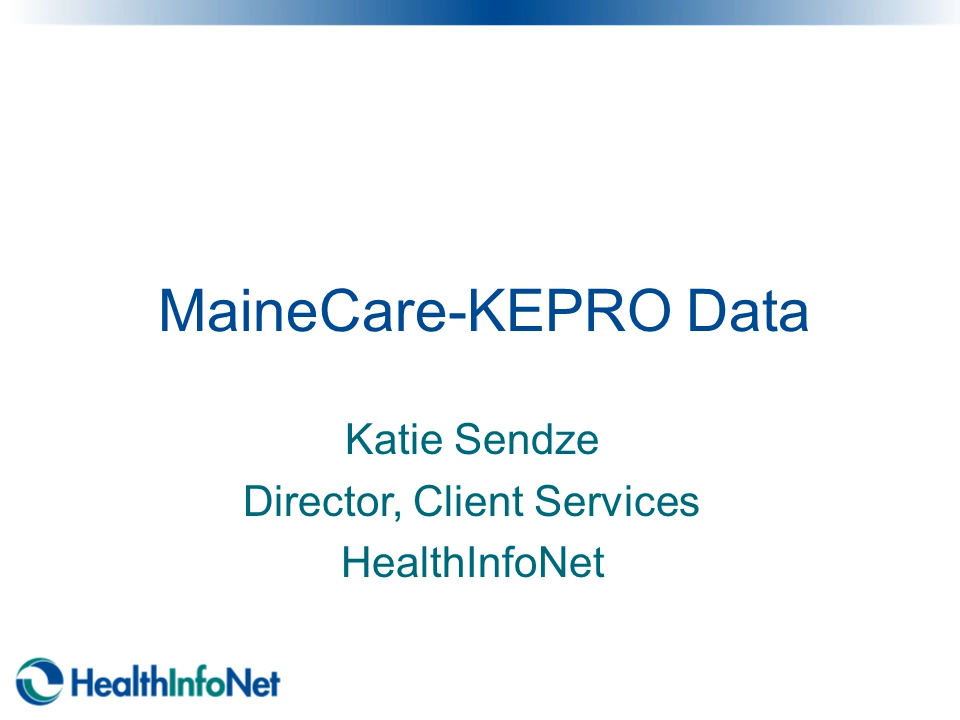 MaineCare-KEPRO Data
Katie Sendze
Director, Client Services
HealthInfoNet
HealthInfoNet